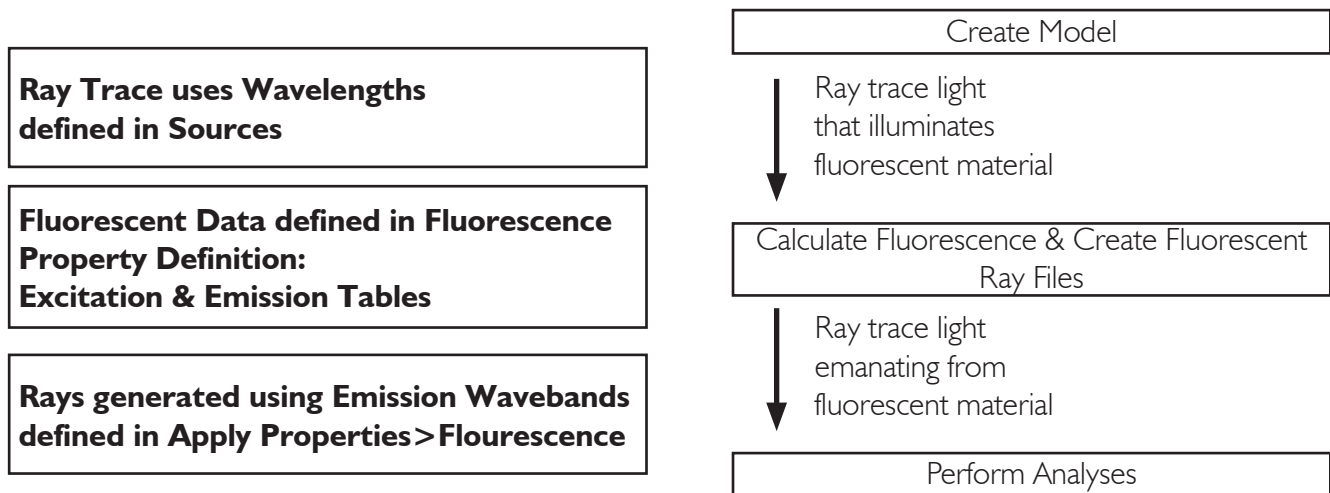 Ray Trace uses Wavelengths
defined in Sources
Fluorescent Data defined in Fluorescence
Property Definition:
Excitation & Emission Tables
Rays generated using Emission Wavebands
defined in Apply Properties>Flourescence
Create Model
Ray trace light
that illuminates
fluorescent material
Calculate Fluorescence & Create Fluorescent
Ray Files
Ray trace light
emanating from
fluorescent material
Perform Analyses